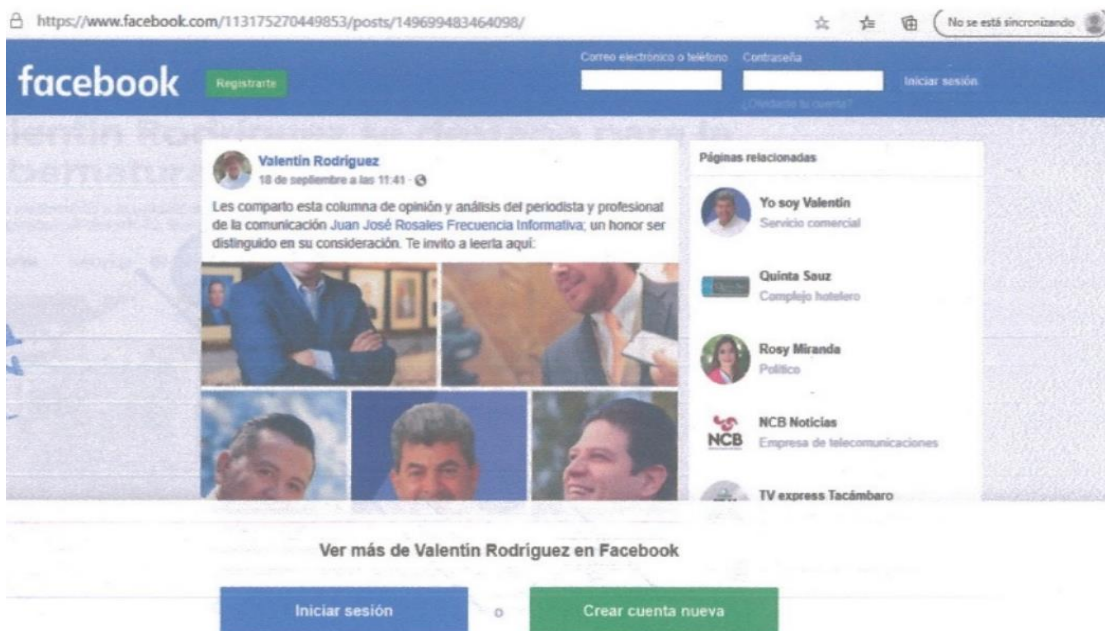 https://www.facebook.com/113175270449853/posts/149699483464098/
No se está sincronizando
facebook
Registrarte
Correo electrónico o teléfono
Contraseña
Iniciar sesión
¿Olvidaste tu cuenta?
Valentín Rodríguez
18 de septiembre a las 11:41 ·
Les comparto esta columna de opinión y análisis del periodista y profesional
de la comunicación Juan José Rosales Frecuencia Informativa; un honor ser
distinguido en su consideración. Te invito a leerla aquí:
Páginas relacionadas
Yo soy Valentín
Servicio comercial
Quinta Sauz
Complejo hotelero
Rosy Miranda
Político
NCB
NCB Noticias
Empresa de telecomunicaciones
TV express Tacámbaro
Ver más de Valentín Rodríguez en Facebook
Iniciar sesión
o
Crear cuenta nueva